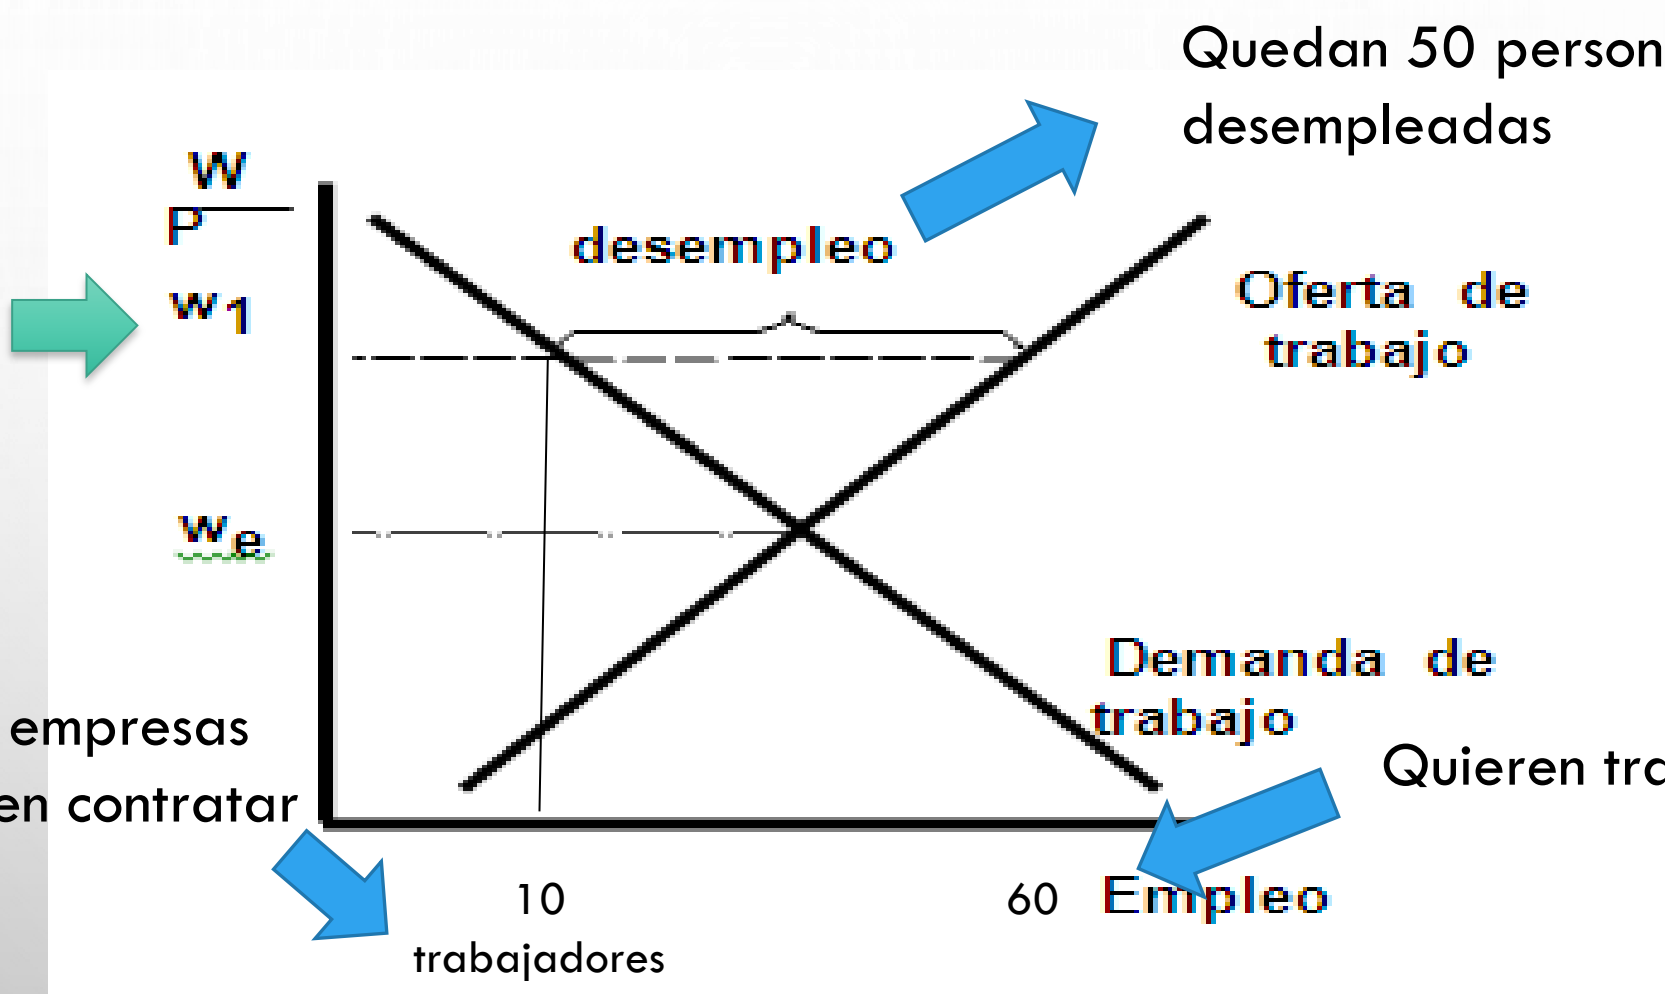 Quedan 50 person
desempleadas
W
P
desempleo
w1
Oferta de
trabajo
we
Demanda de
trabajo
empresas
en contratar
Quieren tra
10
60
Empleo
trabajadores